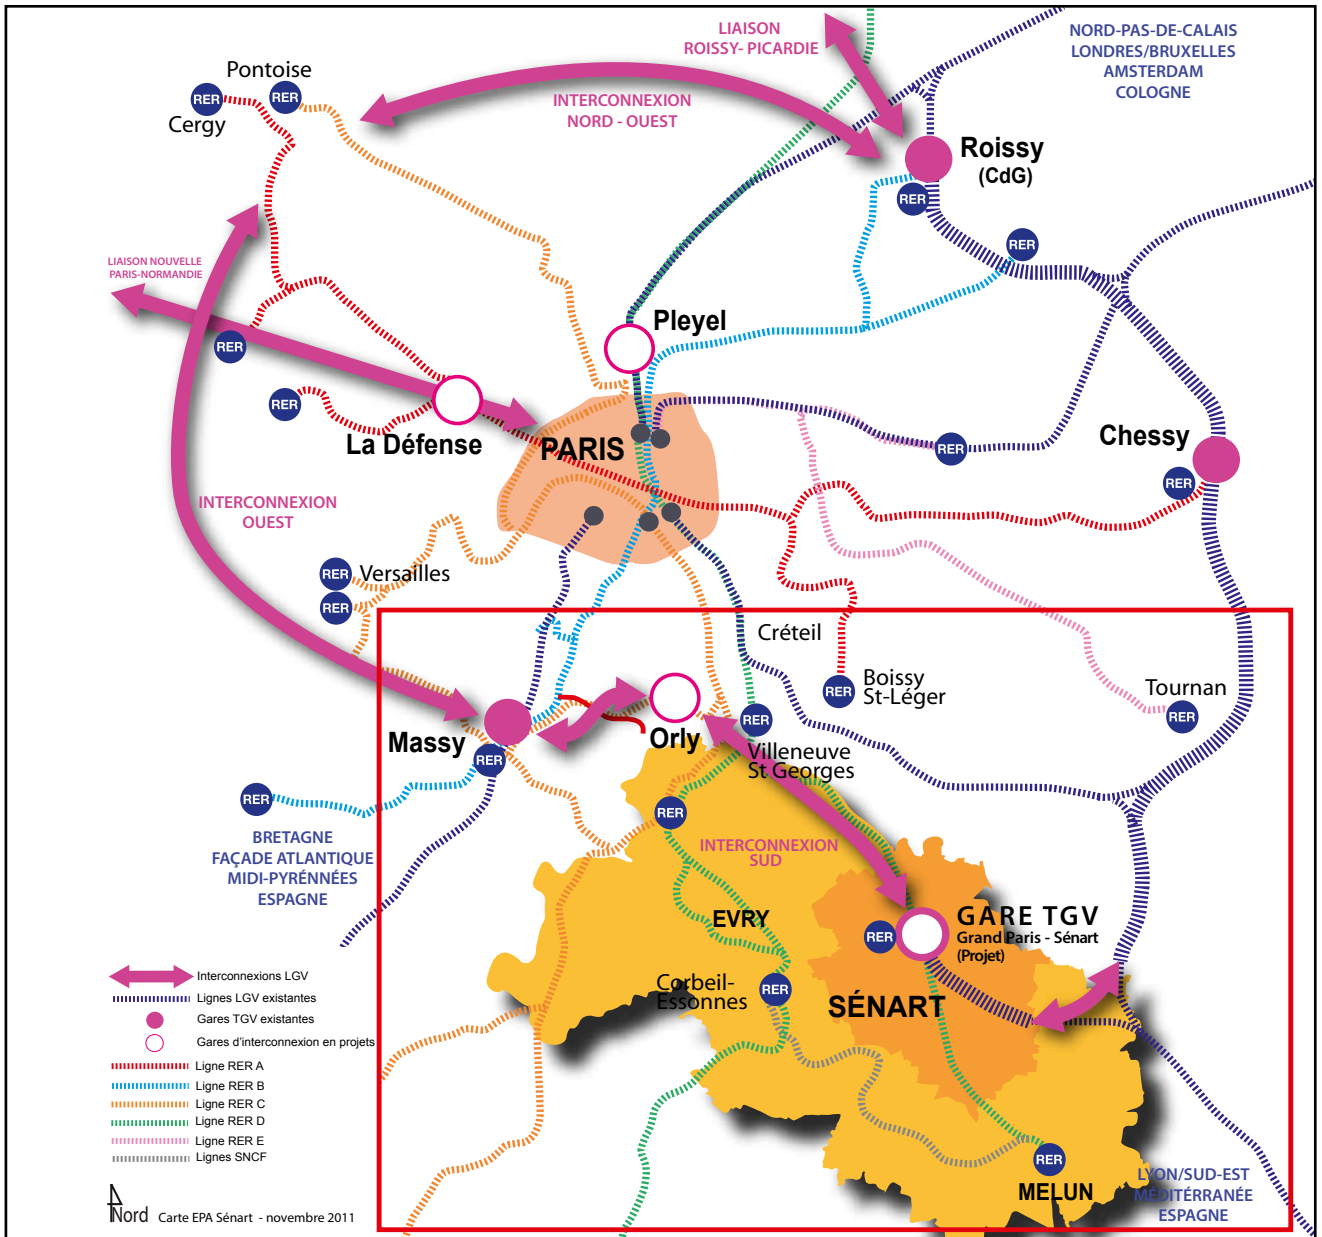 LIAISON
ROISSY- PICARDIE
NORD-PAS-DE-CALAIS
LONDRES/BRUXELLES
AMSTERDAM
COLOGNE
Pontoise
RER
RER
Cergy
INTERCONNEXION
NORD - OUEST
Roissy
(CdG)
RER
RER
LIAISON NOUVELLE
PARIS-NORMANDIE
Pleyel
RER
RER
La Défense
PARIS
RER
Chessy
RER
INTERCONNEXION
OUEST
RER
Versailles
RER
Créteil
Boissy
St-Léger
RER
Tournan
RER
Massy
RER
Orly
RER
Villeneuve
St Georges
RER
BRETAGNE
FAÇADE ATLANTIQUE
MIDI-PYRÉNNÉES
ESPAGNE
RER
INTERCONNEXION
SUD
EVRY
RER
GARE TGV
Grand Paris - Sénart
(Projet)
Corbeil-
Essonnes
RER
SÉNART
Interconnexions LGV
Lignes LGV existantes
Gares TGV existantes
Gares d'interconnexion en projets
Ligne RER A
Ligne RER B
Ligne RER C
Ligne RER D
Ligne RER E
Lignes SNCF
RER
MELUN
LYON/SUD-EST
MÉDITÉRRANÉE
ESPAGNE
Nord
Carte EPA Sénart - novembre 2011